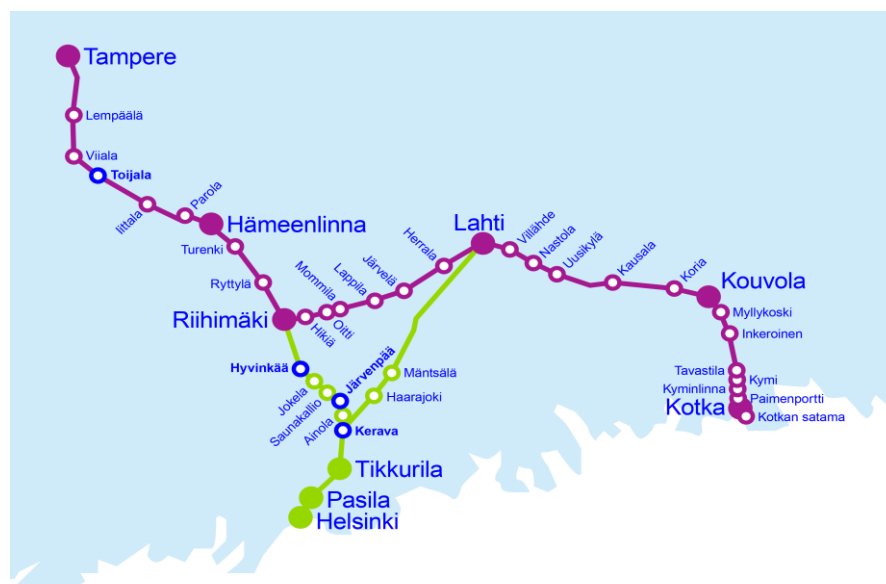 Tampere
Lempäälä
Viiala
Toijala
Iittala
Parola
Hämeenlinna
Turenki
Ryttylä
Riihimäki
Hikiä
Mommila
Oitti
Lappila
Järvelä
Herrala
Lahti
Villähde
Nastola
Uusikylä
Kausala
Koria
Kouvola
Myllykoski
Inkeroinen
Tavastila
Kymi
Kyminlinna
Paimenportti
Kotka
Kotkan satama
Hyvinkää
Jokela
Saunakallio
Järvenpää
Ainola
Mäntsälä
Haarajoki
Kerava
Tikkurila
Pasila
Helsinki